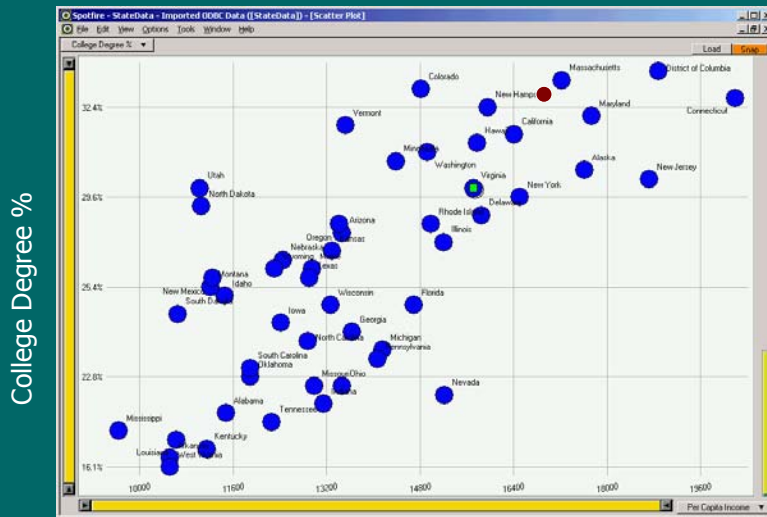 Spotfire - StateData - Imported ODBC Data ([StateData]) - [Scatter Plot]
File Edit View Options Tools Window Help
College Degree %
Load Snap
Massachusetts
District of Columbia
Colorado
New Hamps
32.4%
Maryland
Connecticut
Vermont
California
Hawaii
Minnesota
Washington
Alaska
New Jersey
Utah
Virginia
29.6%
North Dakota
New York
Delaware
Rhode Island
Arizona
Kansas
Oregon
Illinois
Nebraska
Texas
Montana
25.4%
New Mexico
Idaho
South Dakota
Wisconsin
Florida
Iowa
Georgia
North Carolina
Michigan
Pennsylvania
South Carolina
Oklahoma
22.8%
Missouri
Ohio
Nevada
Alabama
Tennessee
Mississippi
Kentucky
Louisiana
West Virginia
16.1%
10000 11600 13200 14800 16400 18000 19600
Per Capita Income
College Degree %